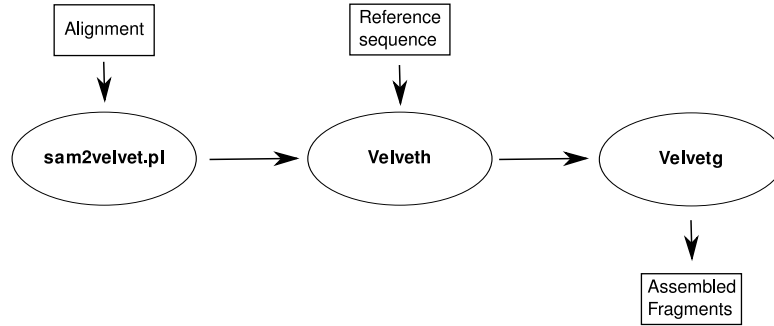 Alignment
Reference
sequence
sam2velvet.pl
Velveth
Velvetg
Assembled
Fragments